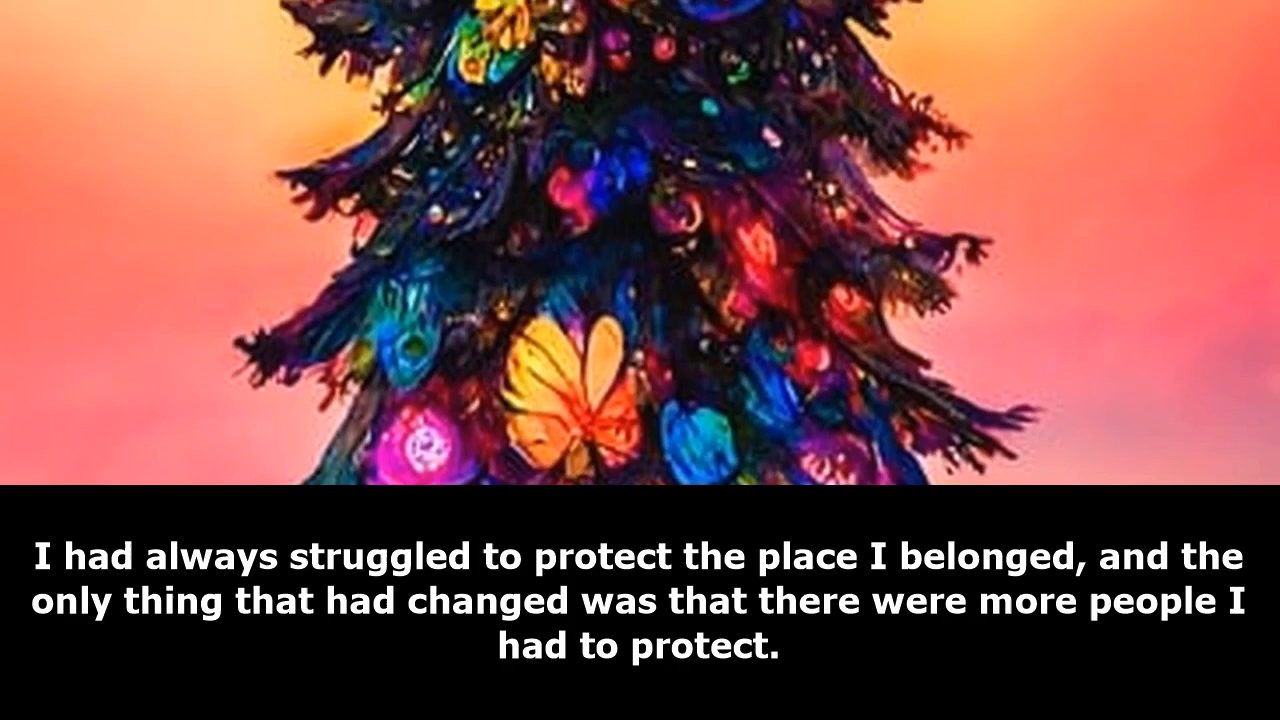 I had always struggled to protect the place I belonged, and the
only thing that had changed was that there were more people I
had to protect.